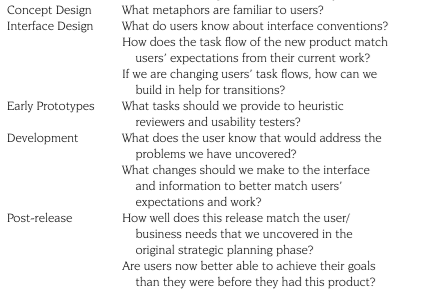 Concept Design What metaphors are familiar to users?
Interface Design What do users know about interface conventions?
How does the task flow of the new product match
users' expectations from their current work?
If we are changing users' task flows, how can we
build in help for transitions?
Early Prototypes What tasks should we provide to heuristic
reviewers and usability testers?
Development What does the user know that would address the
problems we have uncovered?
What changes should we make to the interface
and information to better match users'
expectations and work?
Post-release How well does this release match the user/
business needs that we uncovered in the
original strategic planning phase?
Are users now better able to achieve their goals
than they were before they had this product?